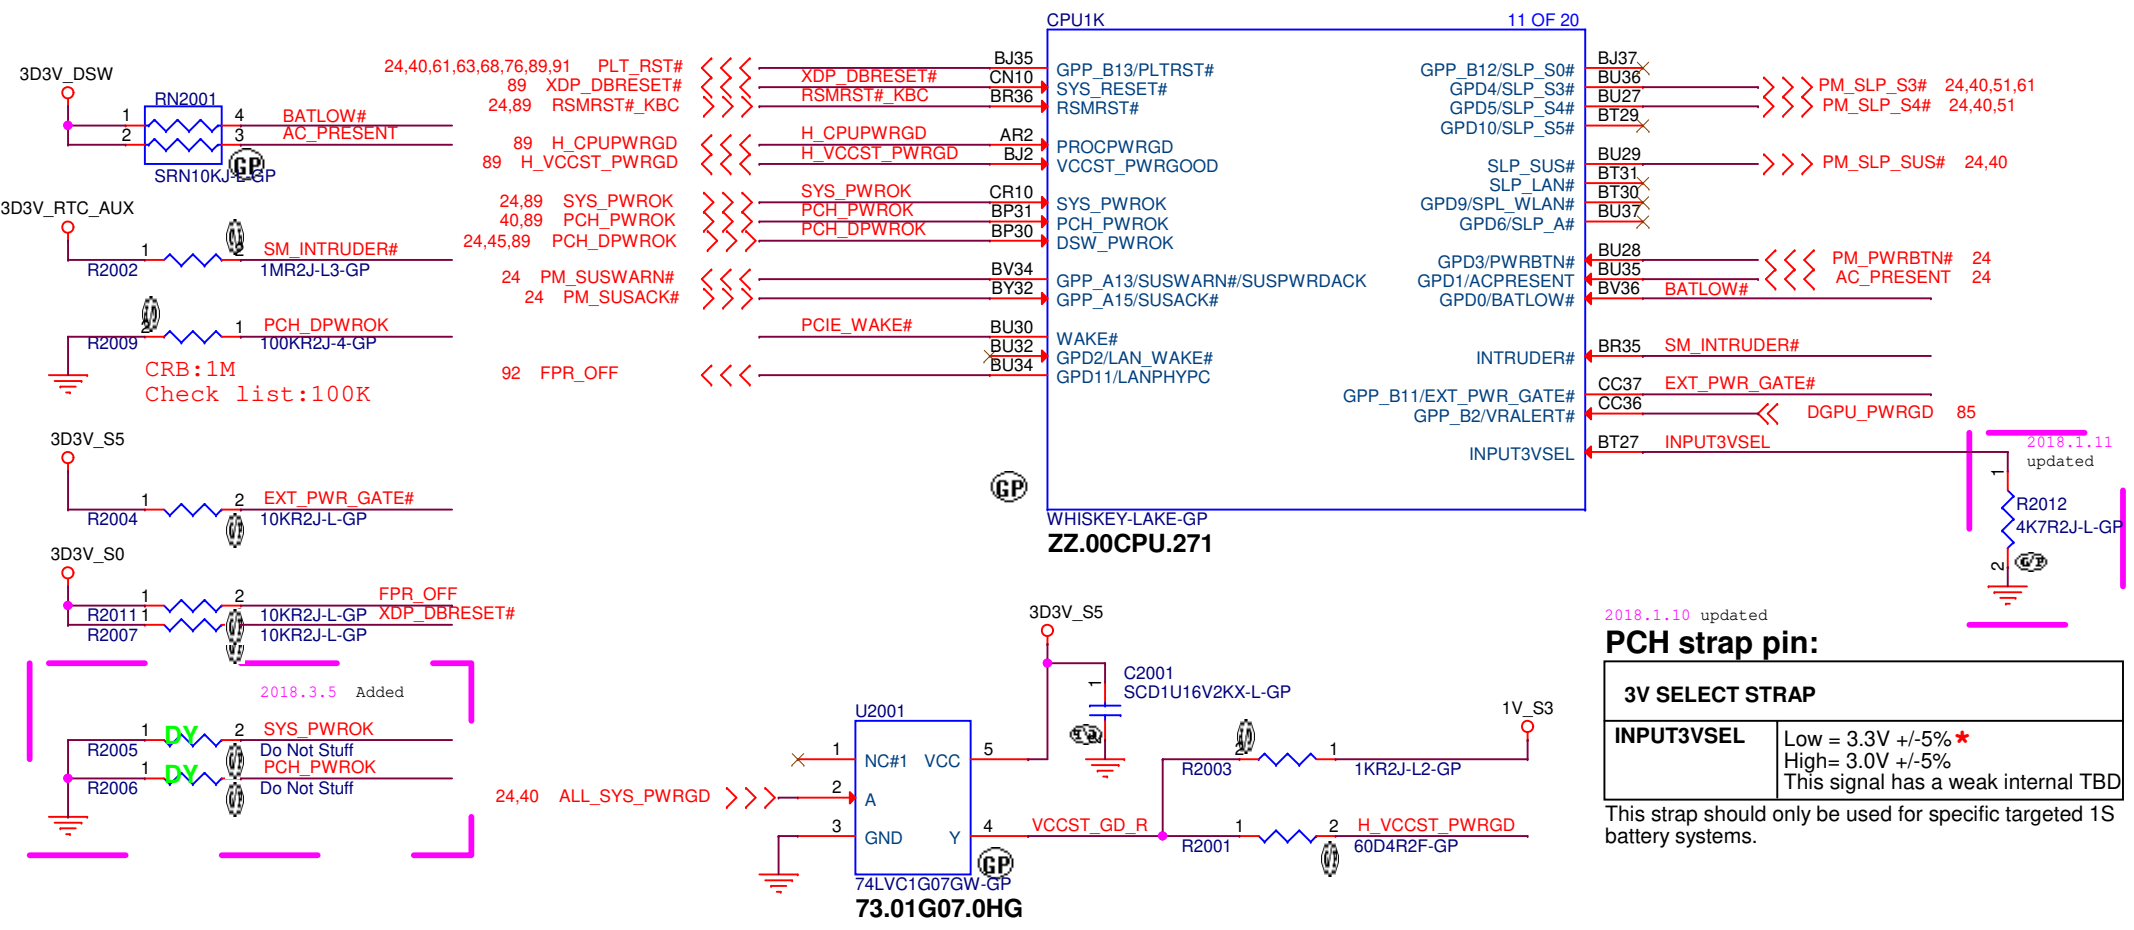 3D3V_DSW
RN2001
1 4 BATLOW#
2 3 AC_PRESENT
SRN10KJ-L-GP
GP
3D3V_RTC_AUX
1 2 SM_INTRUDER#
R2002 1MR2J-L3-GP
2 1 PCH_DPWROK
R2009 100KR2J-4-GP
CRB:1M
Check list:100K
3D3V_S5
1 2 EXT_PWR_GATE#
R2004 10KR2J-L-GP
3D3V_S0
1 2 FPR_OFF
R2011 1 10KR2J-L-GP XDP_DBRESET#
R2007 10KR2J-L-GP
2018.3.5 Added
1 DY 2 SYS_PWROK
R2005 Do Not Stuff
1 DY PCH_PWROK
R2006 Do Not Stuff
24,40,61,63,68,76,89,91 PLT_RST#
89 XDP_DBRESET#
24,89 RSMRST#_KBC
89 H_CPUPWRGD
89 H_VCCST_PWRGD
24,89 SYS_PWROK
40,89 PCH_PWROK
24,45,89 PCH_DPWROK
24 PM_SUSWARN#
24 PM_SUSACK#
92 FPR_OFF
CPU1K 11 OF 20
BJ35 GPP_B13/PLTRST#
XDP_DBRESET# CN10 SYS_RESET#
RSMRST#_KBC BR36 RSMRST#
H_CPUPWRGD AR2 PROCPWRGD
H_VCCST_PWRGD BJ2 VCCST_PWRGOOD
SYS_PWROK CR10 SYS_PWROK
PCH_PWROK BP31 PCH_PWROK
PCH_DPWROK BP30 DSW_PWROK
BV34 GPP_A13/SUSWARN#/SUSPWRDACK
BY32 GPP_A15/SUSACK#
PCIE_WAKE# BU30 WAKE#
BU32 GPD2/LAN_WAKE#
BU34 GPD11/LANPHYPC
GPP_B12/SLP_S0# BJ37
GPD4/SLP_S3# BU36 PM_SLP_S3# 24,40,51,61
GPD5/SLP_S4# BU27 PM_SLP_S4# 24,40,51
GPD10/SLP_S5# BT29
SLP_SUS# BU29 PM_SLP_SUS# 24,40
SLP_LAN# BT31
GPD9/SPL_WLAN# BT30
GPD6/SLP_A# BU37
GPD3/PWRBTN# BU28 PM_PWRBTN# 24
GPD1/ACPRESENT BU35 AC_PRESENT 24
GPD0/BATLOW# BV36 BATLOW#
INTRUDER# BR35 SM_INTRUDER#
GPP_B11/EXT_PWR_GATE# CC37 EXT_PWR_GATE#
GPP_B2/VRALERT# CC36 DGPU_PWRGD 85
INPUT3VSEL BT27 INPUT3VSEL
GP
WHISKEY-LAKE-GP
ZZ.00CPU.271
2018.1.11
updated
1
R2012
4K7R2J-L-GP
2
3D3V_S5
C2001
1 SCD1U16V2KX-L-GP
U2001
1 NC#1 VCC 5
24,40 ALL_SYS_PWRGD 2 A
3 GND Y 4 VCCST_GD_R
GP
74LVC1G07GW-GP
73.01G07.0HG
1V_S3
2 1
R2003 1KR2J-L2-GP
1 2 H_VCCST_PWRGD
R2001 60D4R2F-GP
2018.1.10 updated
PCH strap pin:
3V SELECT STRAP
INPUT3VSEL Low = 3.3V +/-5% *
High= 3.0V +/-5%
This signal has a weak internal TBD
This strap should only be used for specific targeted 1S
battery systems.